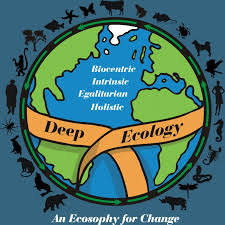 Biocentric
Intrinsic
Egalitarian
Holistic
Deep Ecology
An Ecosophy for Change